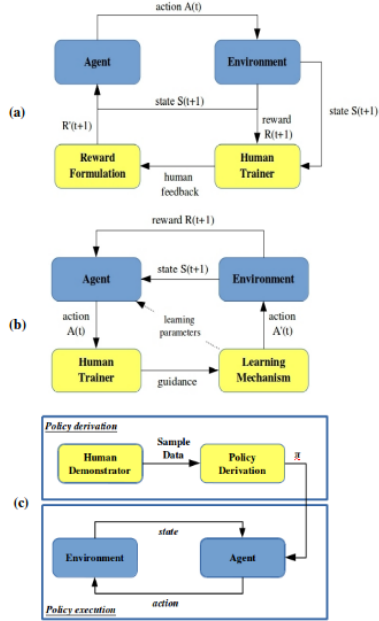 action A(t)
Agent
Environment
state S(t+1)
state S(t+1)
(a)
R'(t+1)
reward
R(t+1)
Reward
Formulation
human
feedback
Human
Trainer
reward R(t+1)
Agent
state S(t+1)
Environment
(b)
action
A(t)
learning
parameters
action
A'(t)
Human
Trainer
guidance
Learning
Mechanism
Policy derivation
Human
Demonstrator
Sample
Data
Policy
Derivation
π
(c)
state
Environment
Agent
action
Policy execution